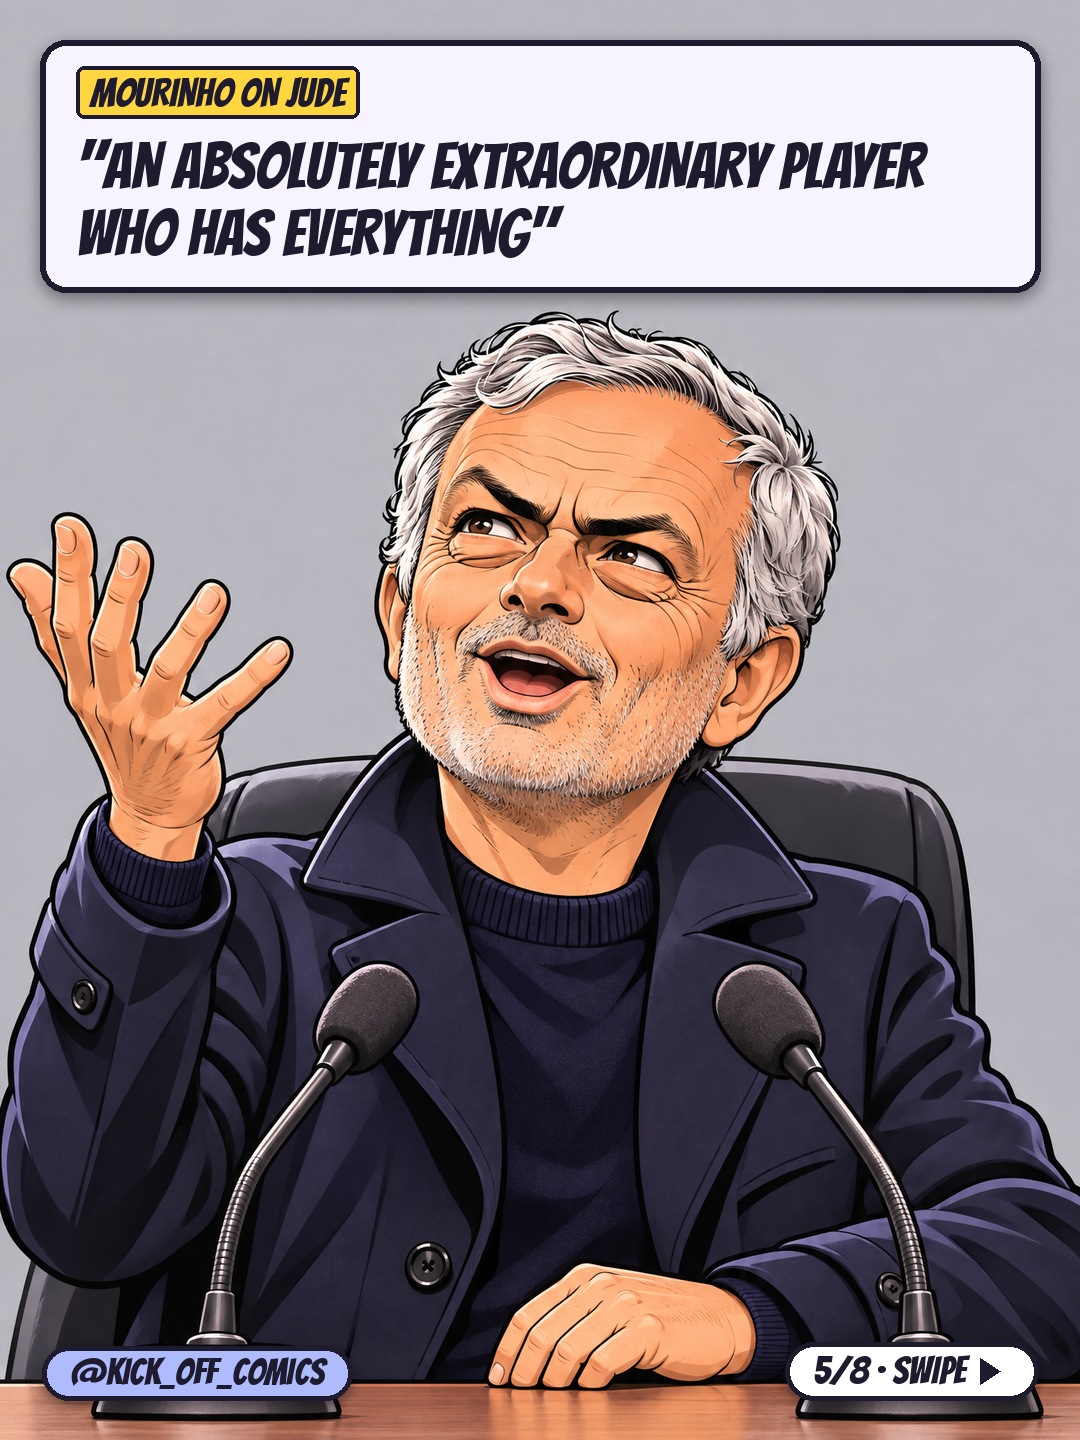 MOURINHO ON JUDE
"AN ABSOLUTELY EXTRAORDINARY PLAYER
WHO HAS EVERYTHING"
@KICK_OFF_COMICS
5/8 • SWIPE ▶